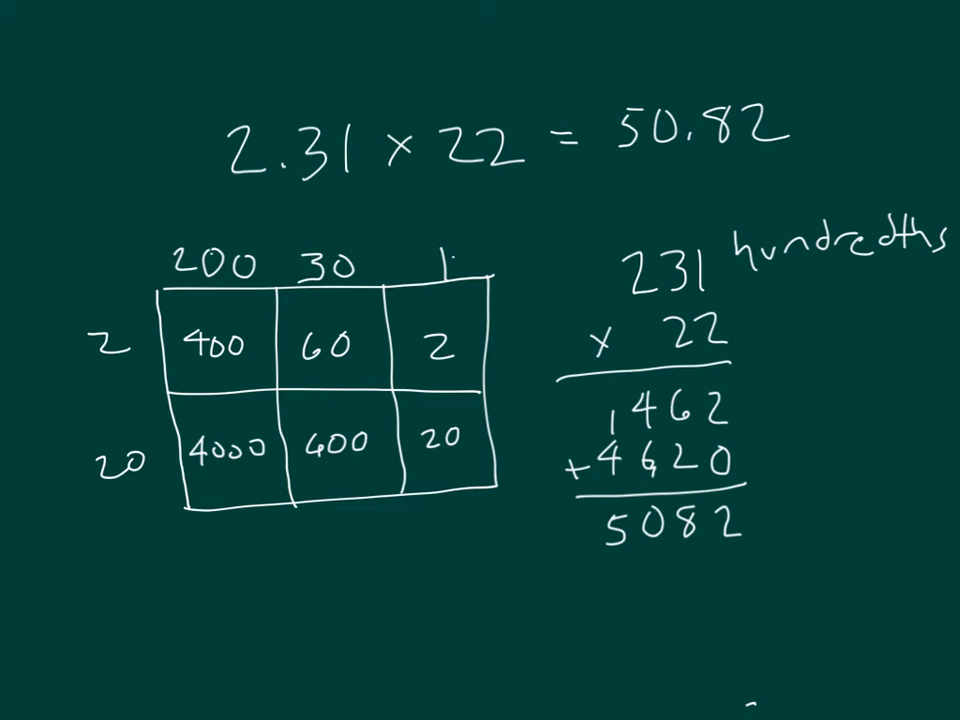 2.31 × 22 = 50.82
200 30 1
2 400 60 2
20 4000 600 20
231 hundredths
× 22
1462
+4620
5082